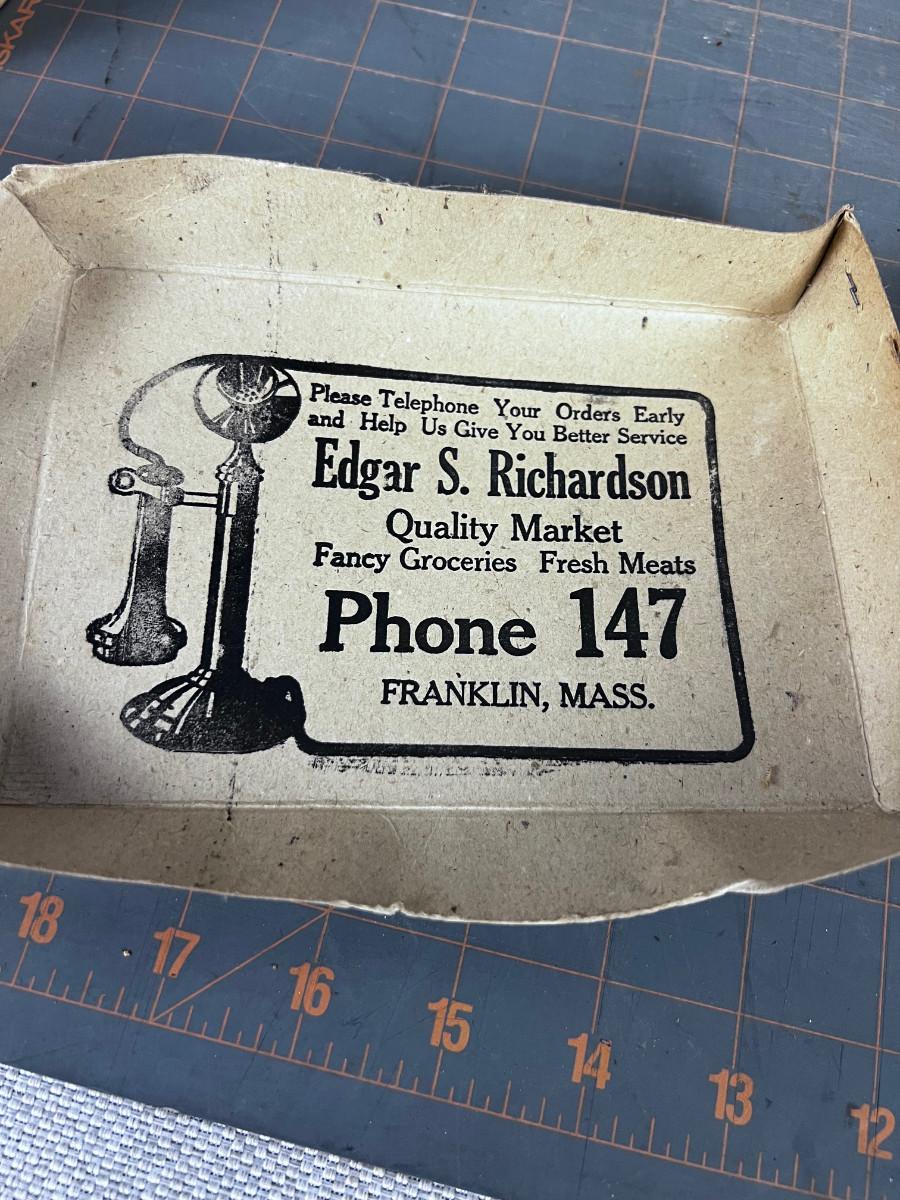 Please Telephone Your Orders Early
and Help Us Give You Better Service
Edgar S. Richardson
Quality Market
Fancy Groceries Fresh Meats
Phone 147
FRANKLIN, MASS.
18 17 16 15 14 13 12